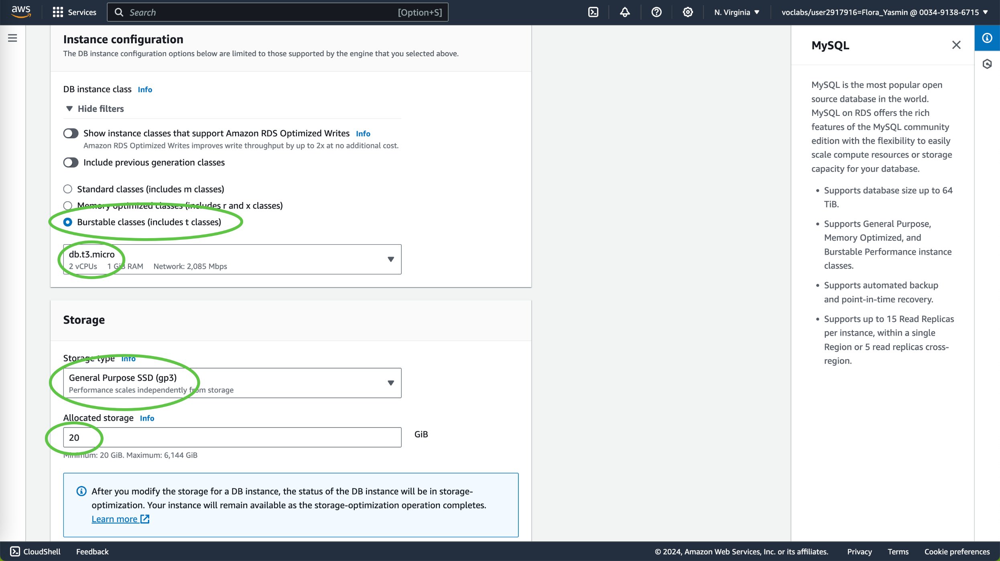 aws
Services
Search
[Option+S]
N. Virginia
voclabs/user2917916=Flora_Yasmin @ 0034-9138-6715
Instance configuration
The DB instance configuration options below are limited to those supported by the engine that you selected above.
DB instance class Info
Hide filters
Show instance classes that support Amazon RDS Optimized Writes Info
Amazon RDS Optimized Writes improves write throughput by up to 2x at no additional cost.
Include previous generation classes
Standard classes (includes m classes)
Memory optimized classes (includes r and x classes)
Burstable classes (includes t classes)
db.t3.micro
2 vCPUs 1 GiB RAM Network: 2,085 Mbps
Storage
Storage type Info
General Purpose SSD (gp3)
Performance scales independently from storage
Allocated storage Info
20
GiB
Minimum: 20 GiB. Maximum: 6,144 GiB
After you modify the storage for a DB instance, the status of the DB instance will be in storage-
optimization. Your instance will remain available as the storage-optimization operation completes.
Learn more
MySQL
MySQL is the most popular open
source database in the world.
MySQL on RDS offers the rich
features of the MySQL community
edition with the flexibility to easily
scale compute resources or storage
capacity for your database.
• Supports database size up to 64
TiB.
• Supports General Purpose,
Memory Optimized, and
Burstable Performance instance
classes.
• Supports automated backup
and point-in-time recovery.
• Supports up to 15 Read Replicas
per instance, within a single
Region or 5 read replicas cross-
region.
CloudShell
Feedback
© 2024, Amazon Web Services, Inc. or its affiliates.
Privacy
Terms
Cookie preferences